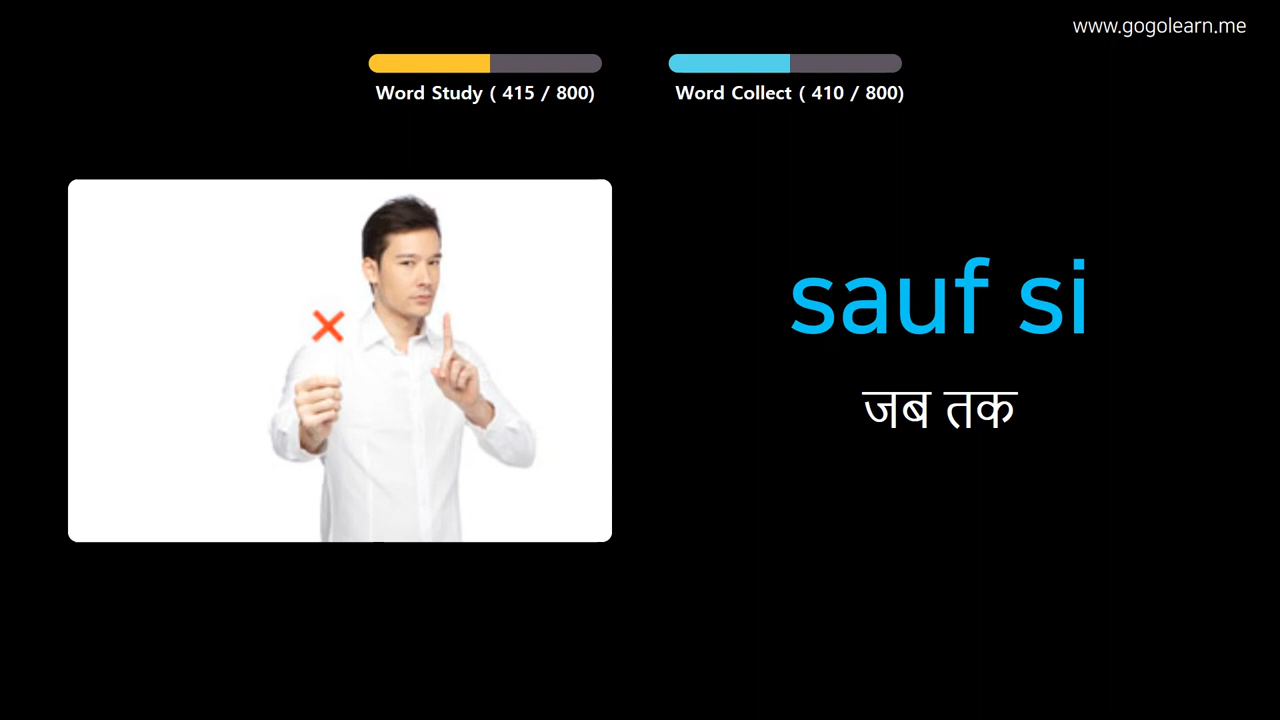 www.gogolearn.me
Word Study ( 415 / 800)
Word Collect ( 410 / 800)
sauf si
जब तक